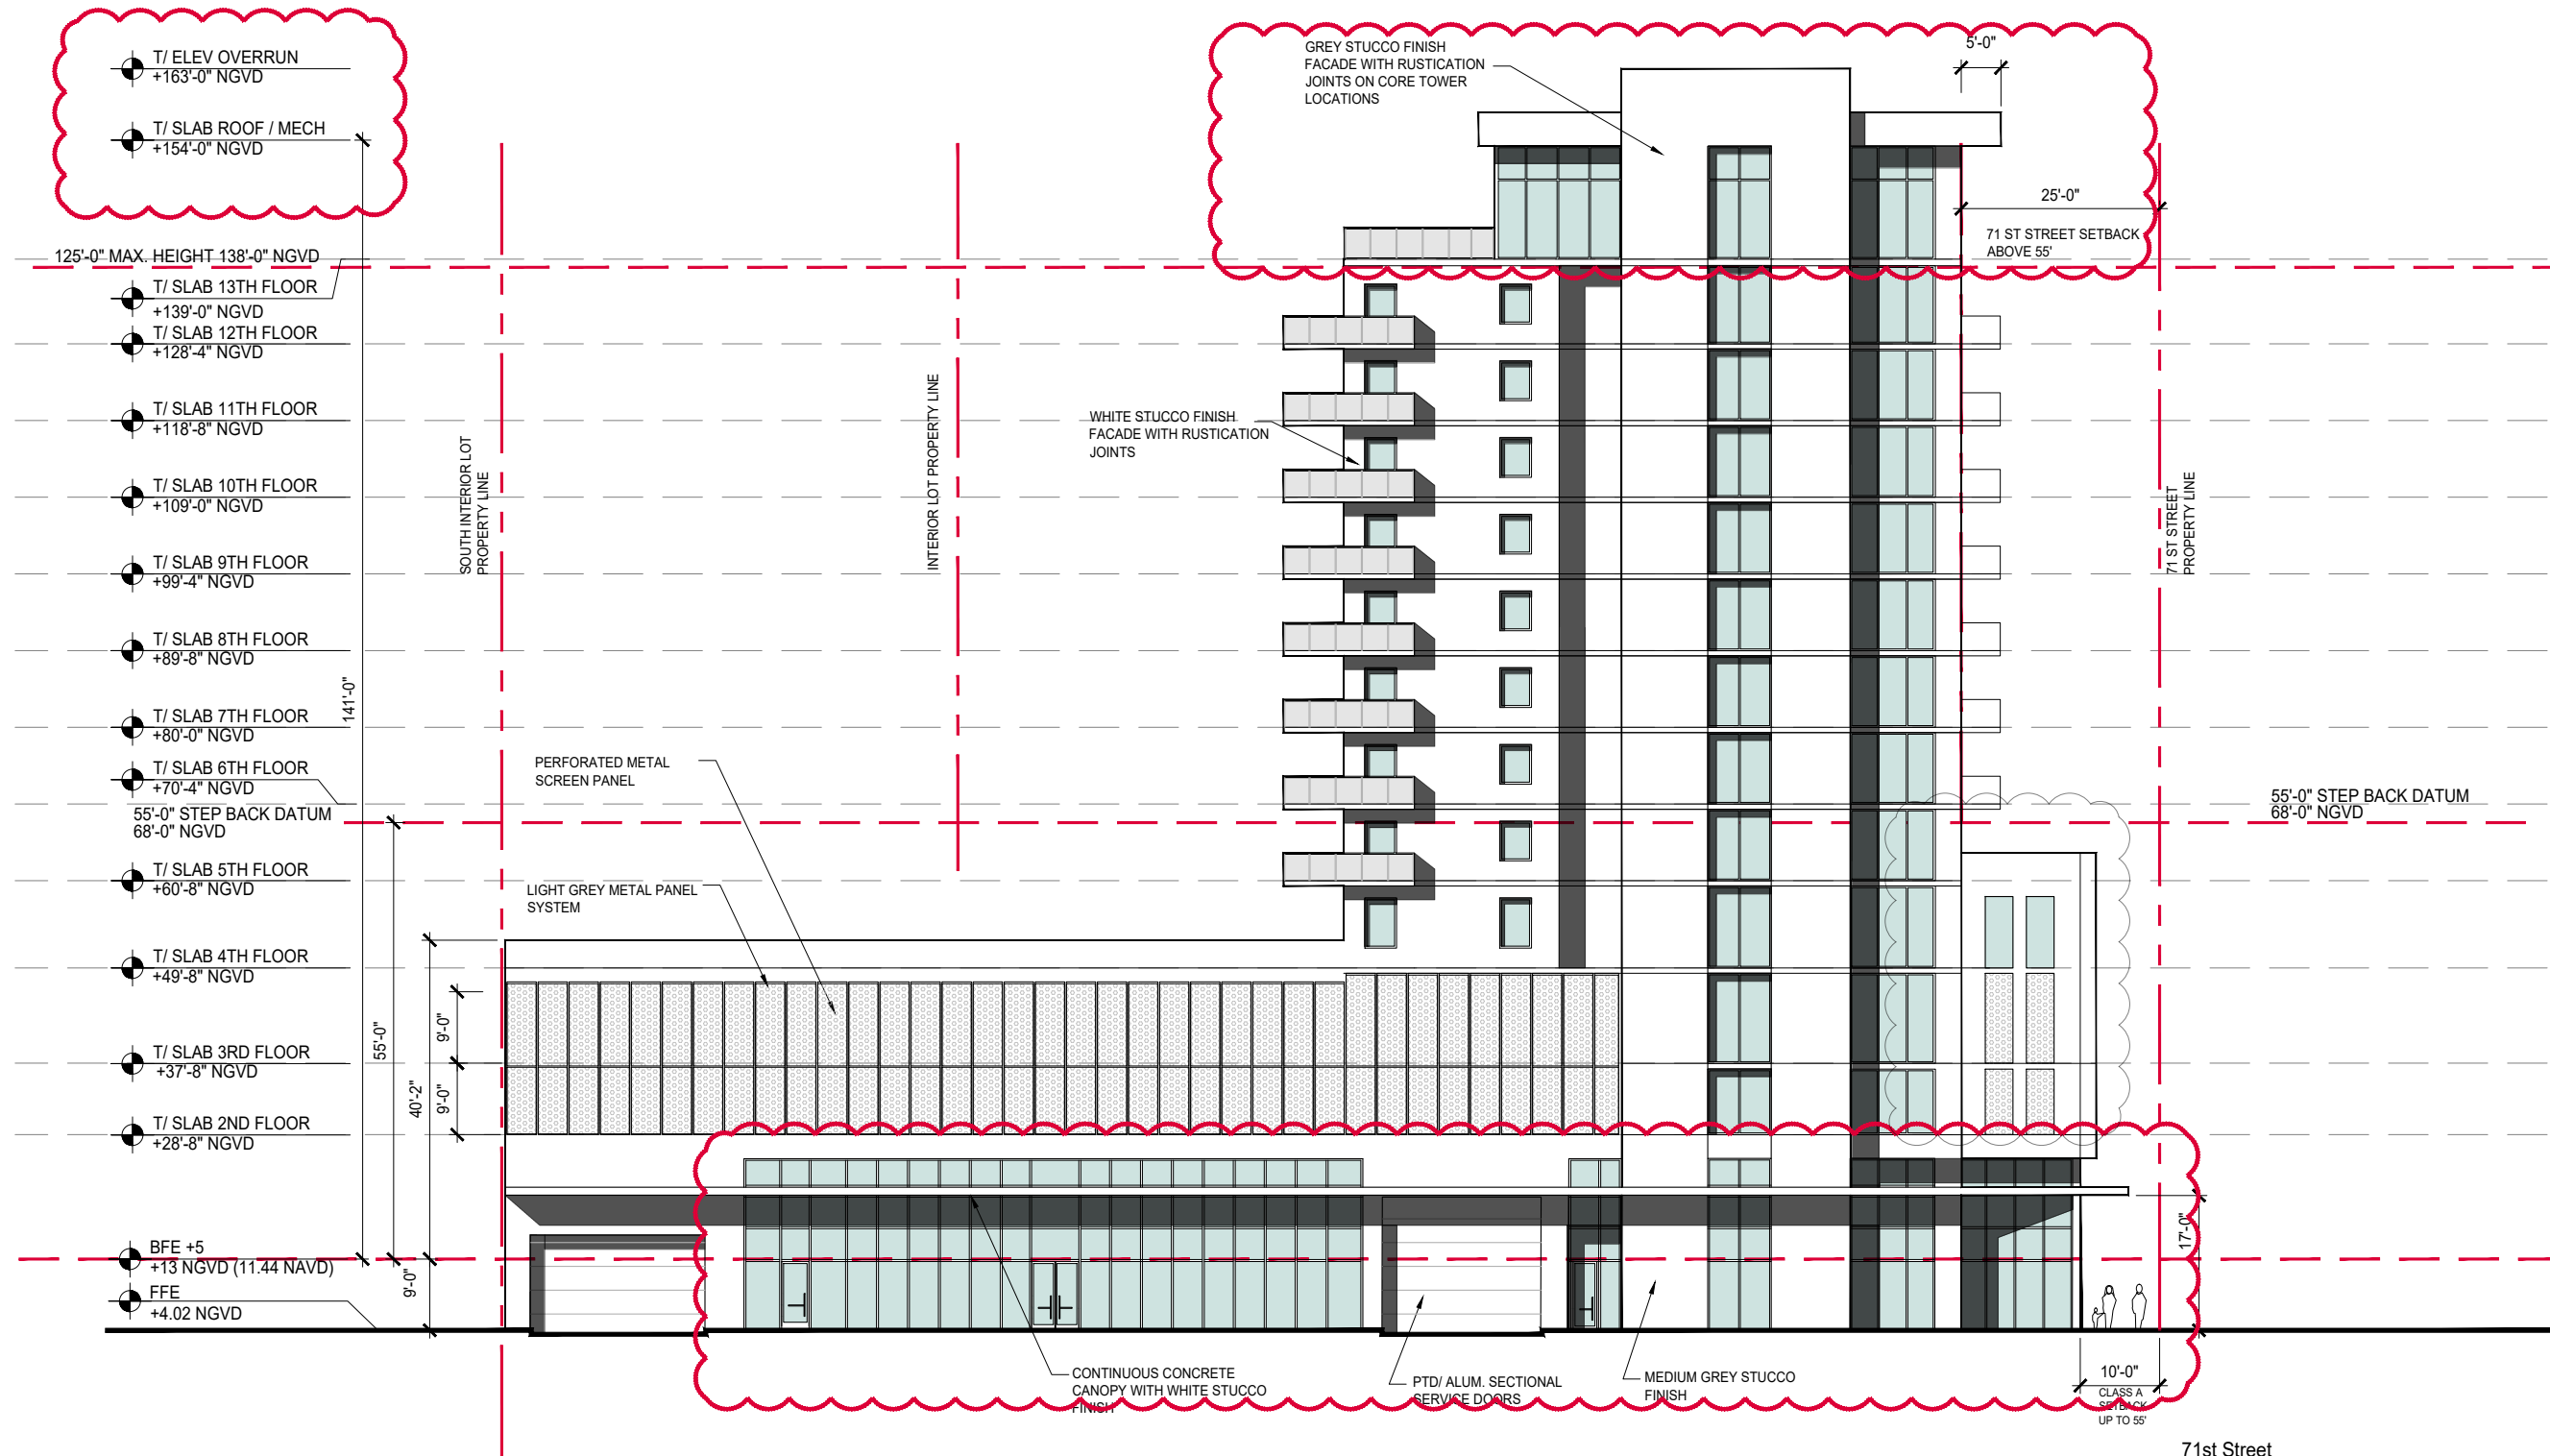 T/ ELEV OVERRUN
+163'-0" NGVD
T/ SLAB ROOF / MECH
+154'-0" NGVD
125'-0" MAX. HEIGHT 138'-0" NGVD
T/ SLAB 13TH FLOOR
+139'-0" NGVD
T/ SLAB 12TH FLOOR
+128'-4" NGVD
T/ SLAB 11TH FLOOR
+118'-8" NGVD
T/ SLAB 10TH FLOOR
+109'-0" NGVD
T/ SLAB 9TH FLOOR
+99'-4" NGVD
T/ SLAB 8TH FLOOR
+89'-8" NGVD
T/ SLAB 7TH FLOOR
+80'-0" NGVD
T/ SLAB 6TH FLOOR
+70'-4" NGVD
55'-0" STEP BACK DATUM
68'-0" NGVD
T/ SLAB 5TH FLOOR
+60'-8" NGVD
T/ SLAB 4TH FLOOR
+49'-8" NGVD
T/ SLAB 3RD FLOOR
+37'-8" NGVD
T/ SLAB 2ND FLOOR
+28'-8" NGVD
BFE +5
+13 NGVD (11.44 NAVD)
FFE
+4.02 NGVD
141'-0"
55'-0"
40'-2"
9'-0"
9'-0"
9'-0"
SOUTH INTERIOR LOT
PROPERTY LINE
INTERIOR LOT PROPERTY LINE
GREY STUCCO FINISH
FACADE WITH RUSTICATION
JOINTS ON CORE TOWER
LOCATIONS
5'-0"
25'-0"
71 ST STREET SETBACK
ABOVE 55'
WHITE STUCCO FINISH
FACADE WITH RUSTICATION
JOINTS
71 ST STREET
PROPERTY LINE
PERFORATED METAL
SCREEN PANEL
LIGHT GREY METAL PANEL
SYSTEM
55'-0" STEP BACK DATUM
68'-0" NGVD
17'-0"
CONTINUOUS CONCRETE
CANOPY WITH WHITE STUCCO
FINISH
PTD/ ALUM. SECTIONAL
SERVICE DOORS
MEDIUM GREY STUCCO
FINISH
10'-0"
CLASS A
SETBACK
UP TO 55'
71st Street